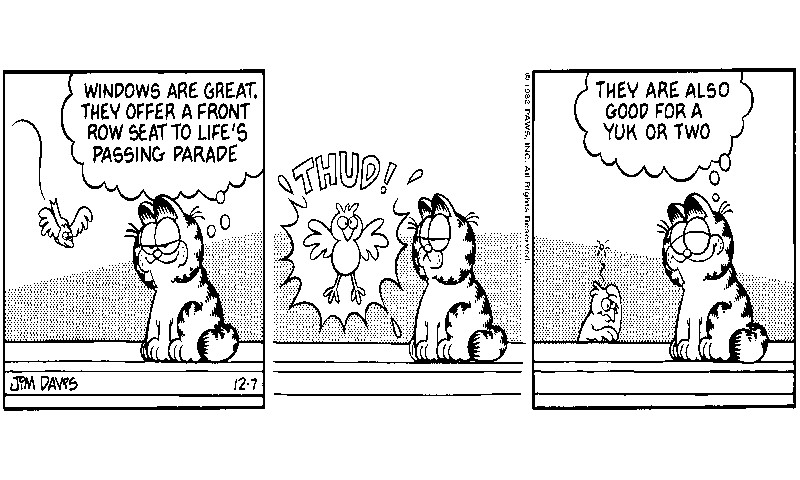 WINDOWS ARE GREAT.
THEY OFFER A FRONT
ROW SEAT TO LIFE'S
PASSING PARADE
JIM DAVIS
12-7
THUD!
© 1982 PAWS, INC. All Rights Reserved.
THEY ARE ALSO
GOOD FOR A
YUK OR TWO